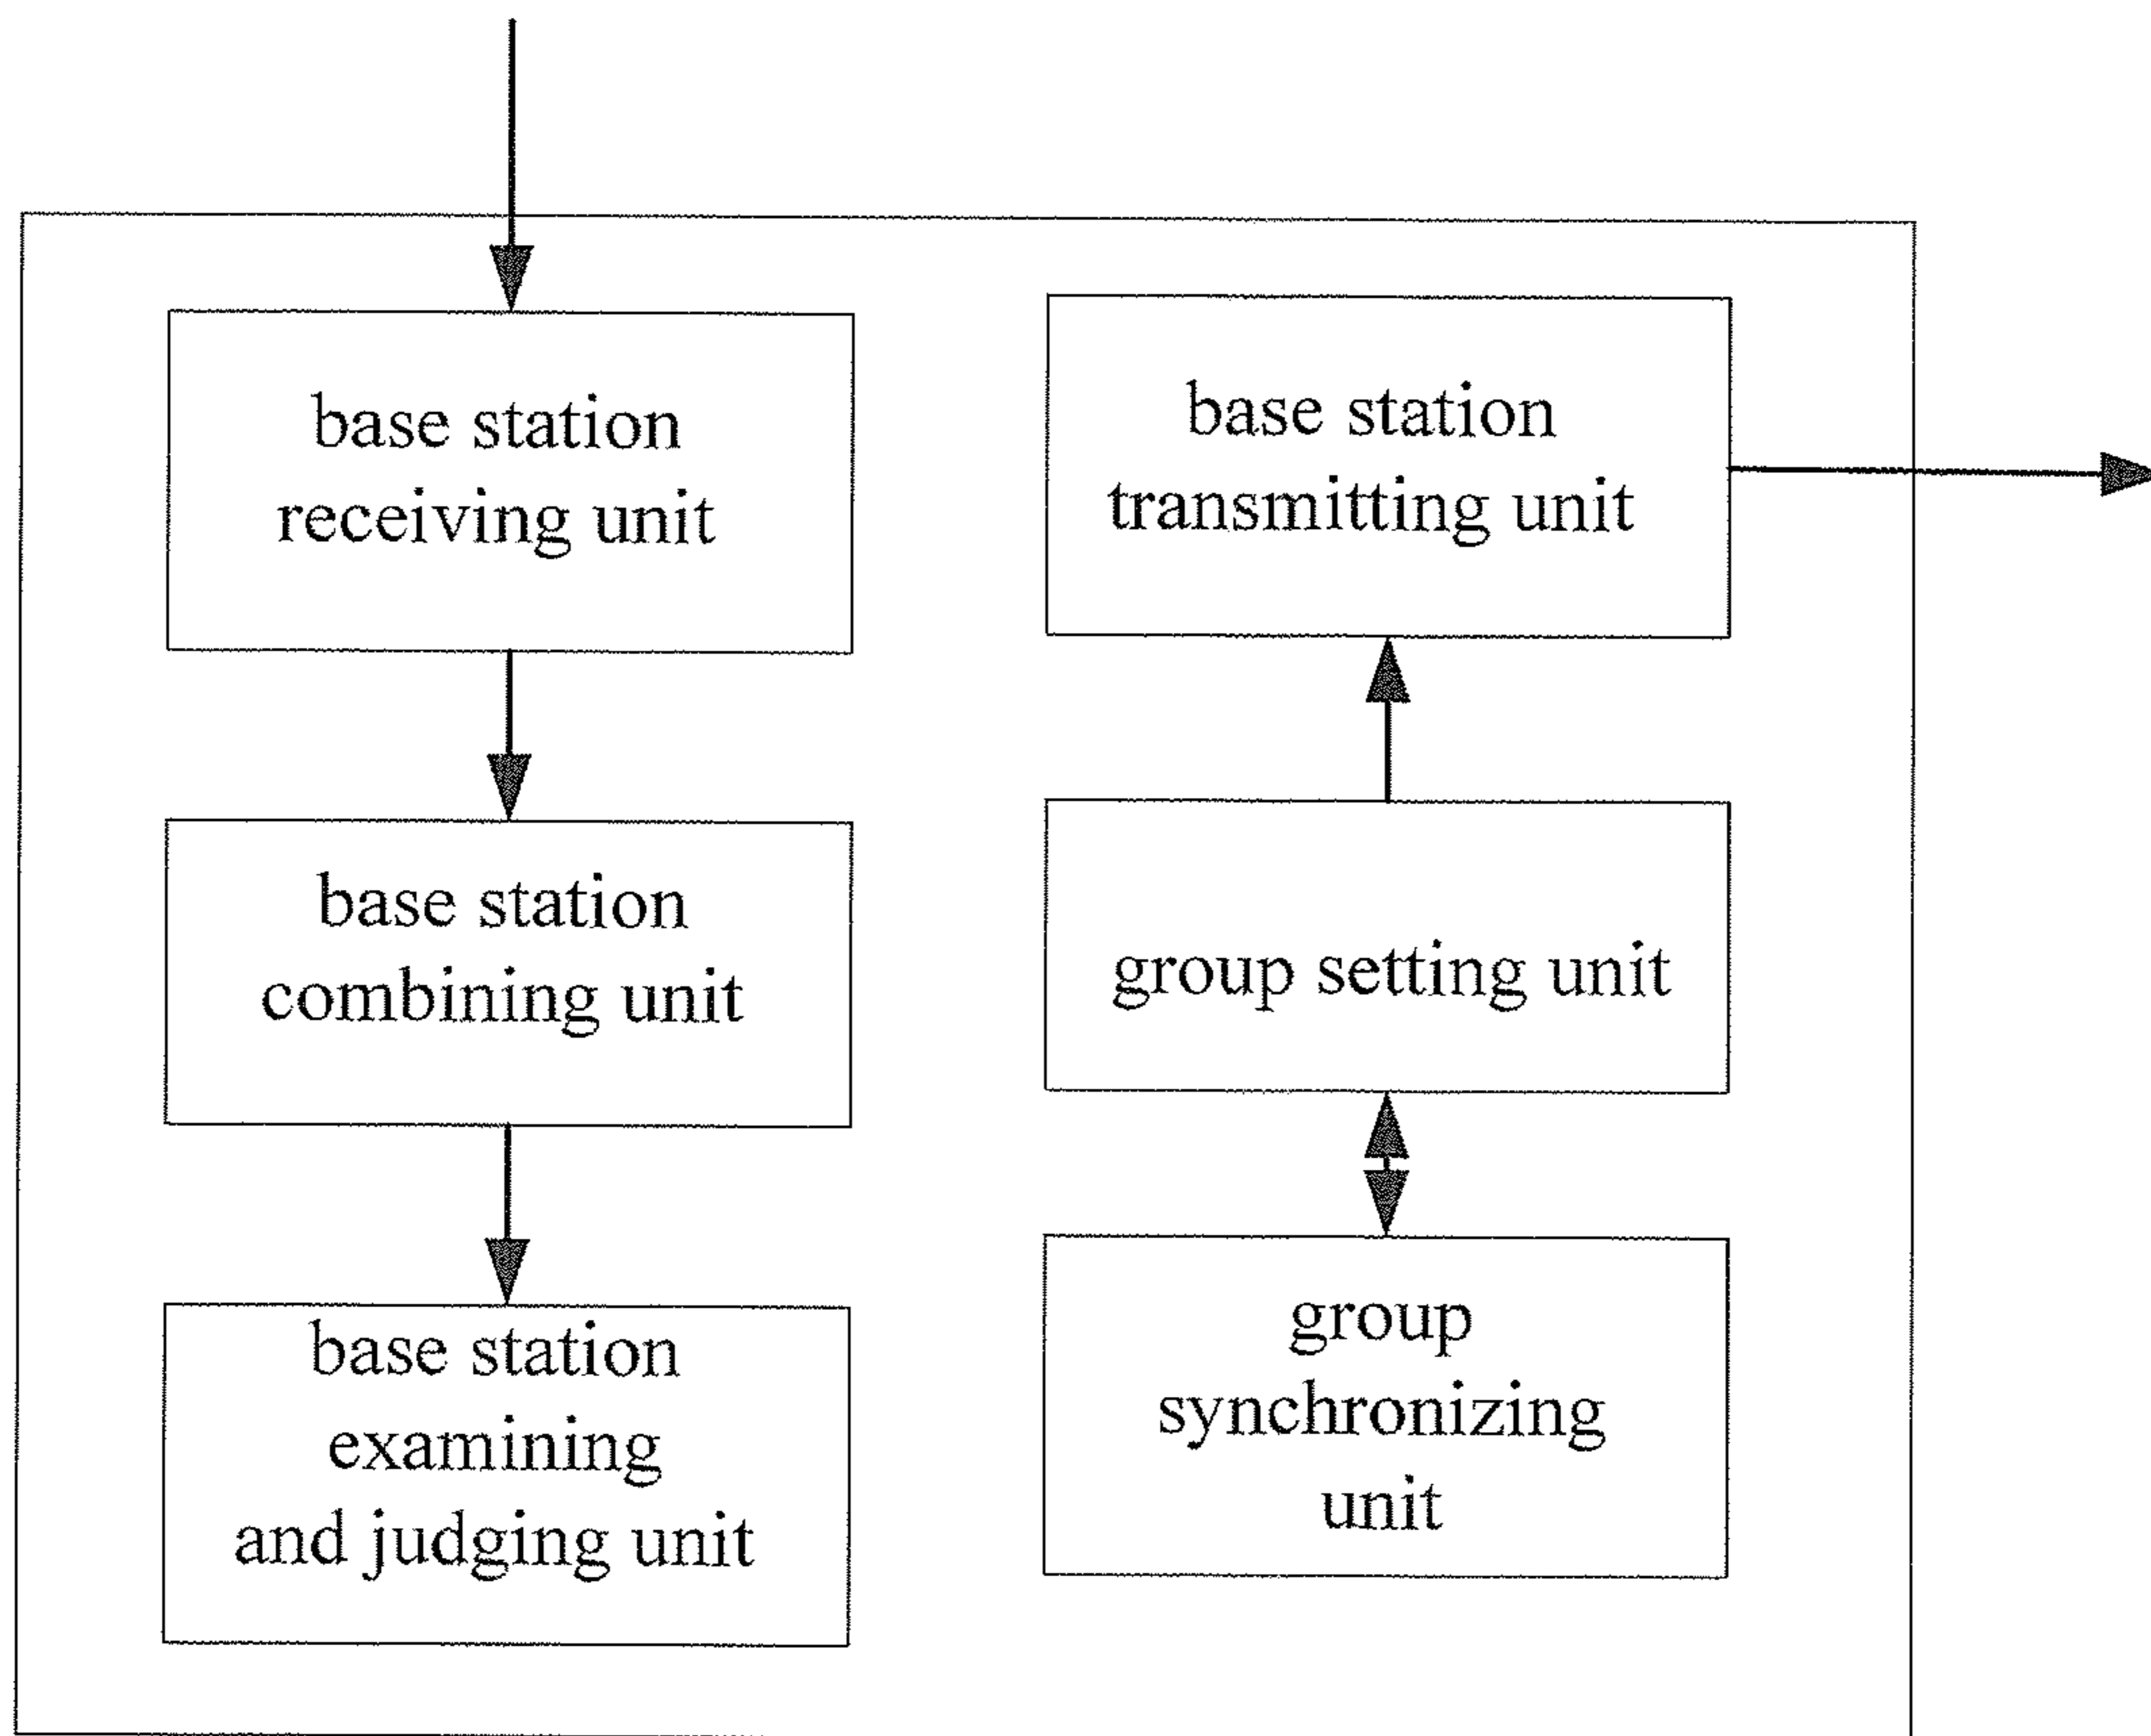 base station
receiving unit
base station
combining unit
base station
examining
and judging unit
base station
transmitting unit
group setting unit
group
synchronizing
unit